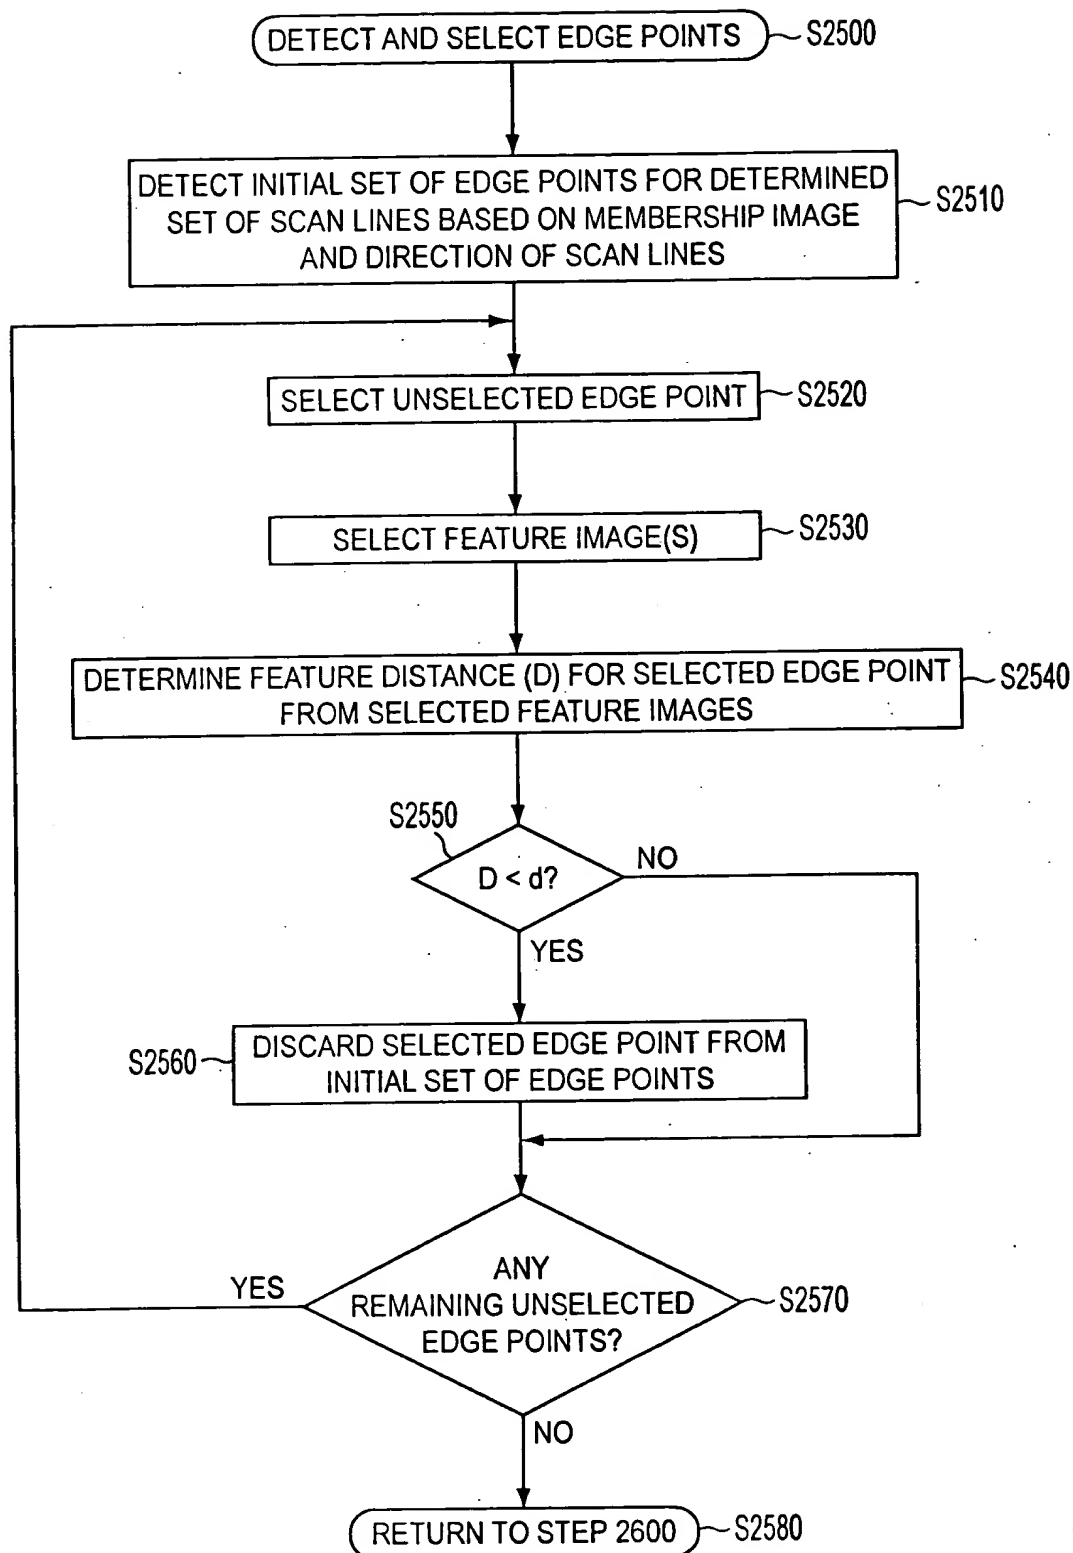 DETECT AND SELECT EDGE POINTS
S2500
DETECT INITIAL SET OF EDGE POINTS FOR DETERMINED
SET OF SCAN LINES BASED ON MEMBERSHIP IMAGE
AND DIRECTION OF SCAN LINES
S2510
SELECT UNSELECTED EDGE POINT
S2520
SELECT FEATURE IMAGE(S)
S2530
DETERMINE FEATURE DISTANCE (D) FOR SELECTED EDGE POINT
FROM SELECTED FEATURE IMAGES
S2540
S2550
D < d?
NO
YES
S2560
DISCARD SELECTED EDGE POINT FROM
INITIAL SET OF EDGE POINTS
YES
ANY
REMAINING UNSELECTED
EDGE POINTS?
S2570
NO
RETURN TO STEP 2600
S2580